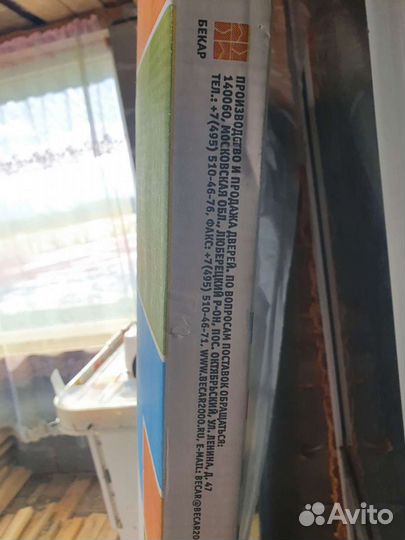 БЕКАР
ПРОИЗВОДСТВО И ПРОДАЖА ДВЕРЕЙ. ПО ВОПРОСАМ ПОСТАВОК ОБРАЩАТЬСЯ:
140060, МОСКОВСКАЯ ОБЛ., ЛЮБЕРЕЦКИЙ Р-ОН, ПОС. ОКТЯБРЬСКИЙ, УЛ. ЛЕНИНА, Д. 47
ТЕЛ.: +7(495) 510-46-76, ФАКС: +7(495) 510-46-71, WWW.BECAR2000.RU, E-MAIL: BECAR@BECAR20
Avito